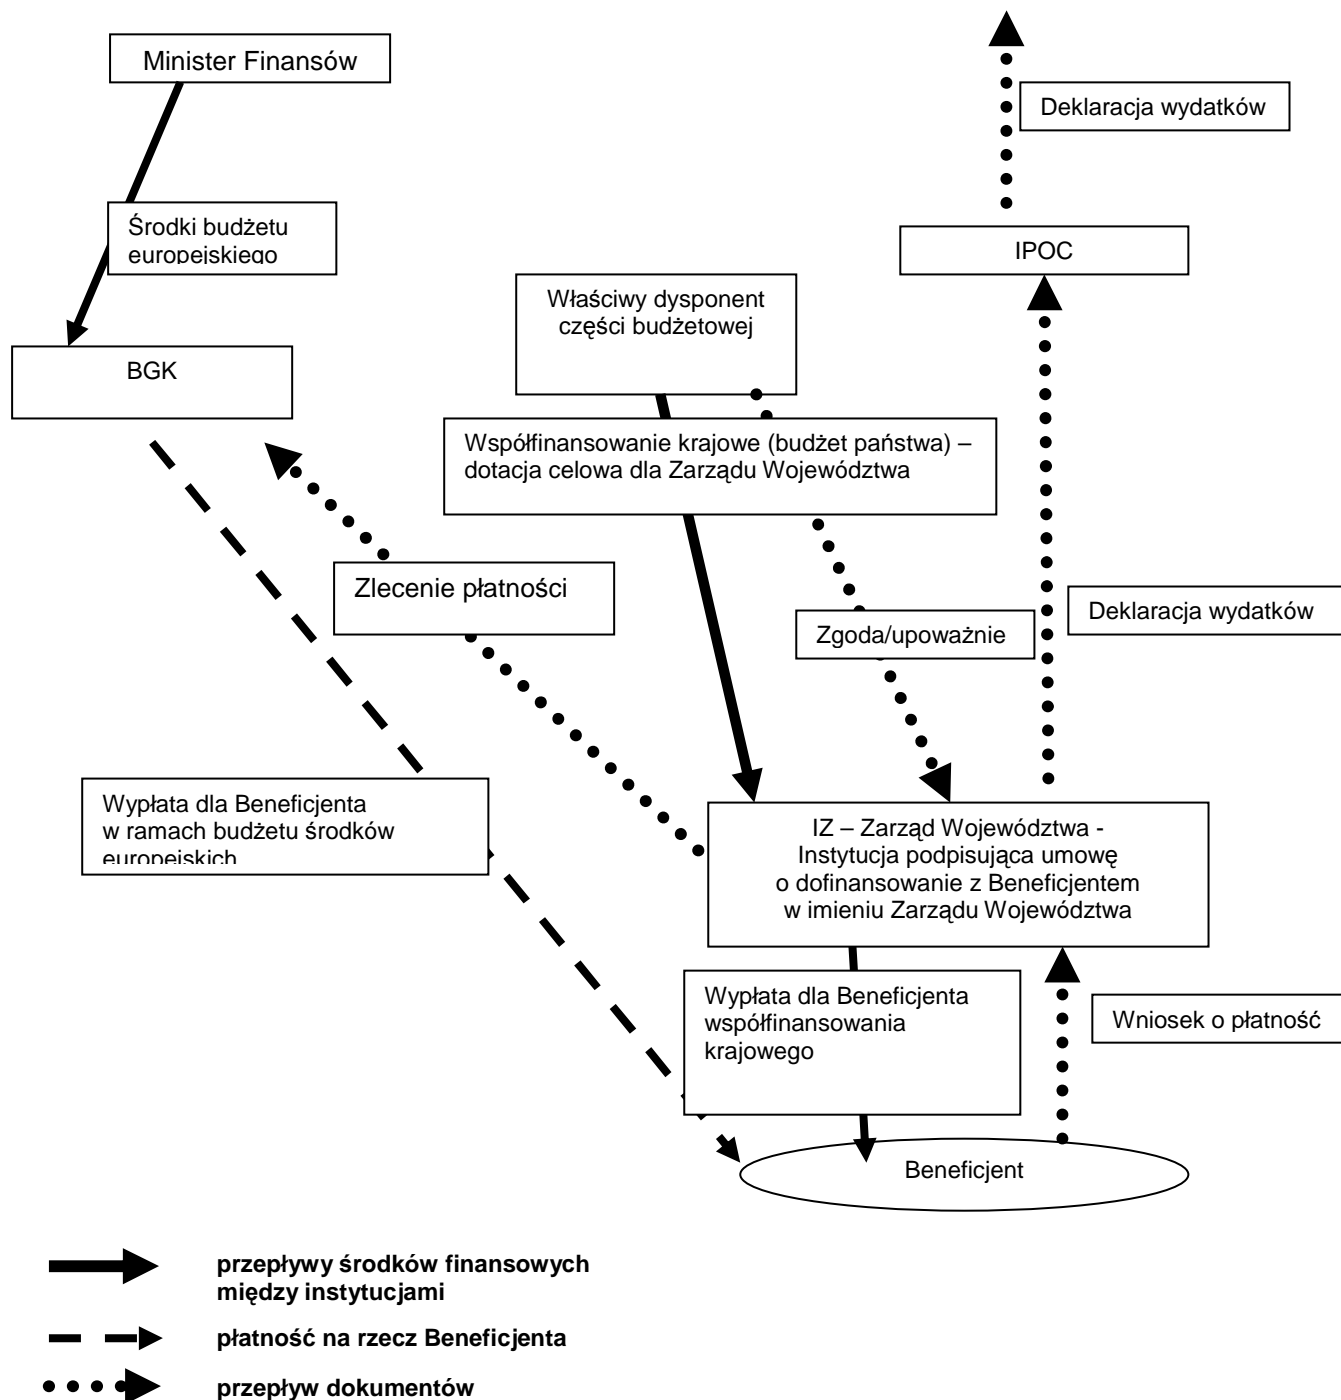 Minister Finansów
Deklaracja wydatków
Środki budżetu
europejskiego
IPOC
Właściwy dysponent
części budżetowej
BGK
Współfinansowanie krajowe (budżet państwa) –
dotacja celowa dla Zarządu Województwa
Zlecenie płatności
Zgoda/upoważnie
Deklaracja wydatków
Wypłata dla Beneficjenta
w ramach budżetu środków
europejskich
IZ – Zarząd Województwa -
Instytucja podpisująca umowę
o dofinansowanie z Beneficjentem
w imieniu Zarządu Województwa
Wypłata dla Beneficjenta
współfinansowania
krajowego
Wniosek o płatność
Beneficjent
przepływy środków finansowych
między instytucjami
płatność na rzecz Beneficjenta
przepływ dokumentów